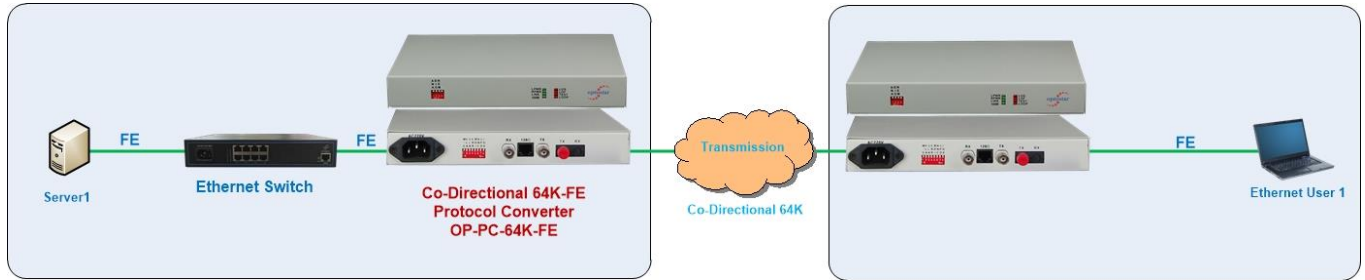 FE
Server1
Ethernet Switch
FE
Co-Directional 64K-FE
Protocol Converter
OP-PC-64K-FE
Transmission
Co-Directional 64K
FE
Ethernet User 1